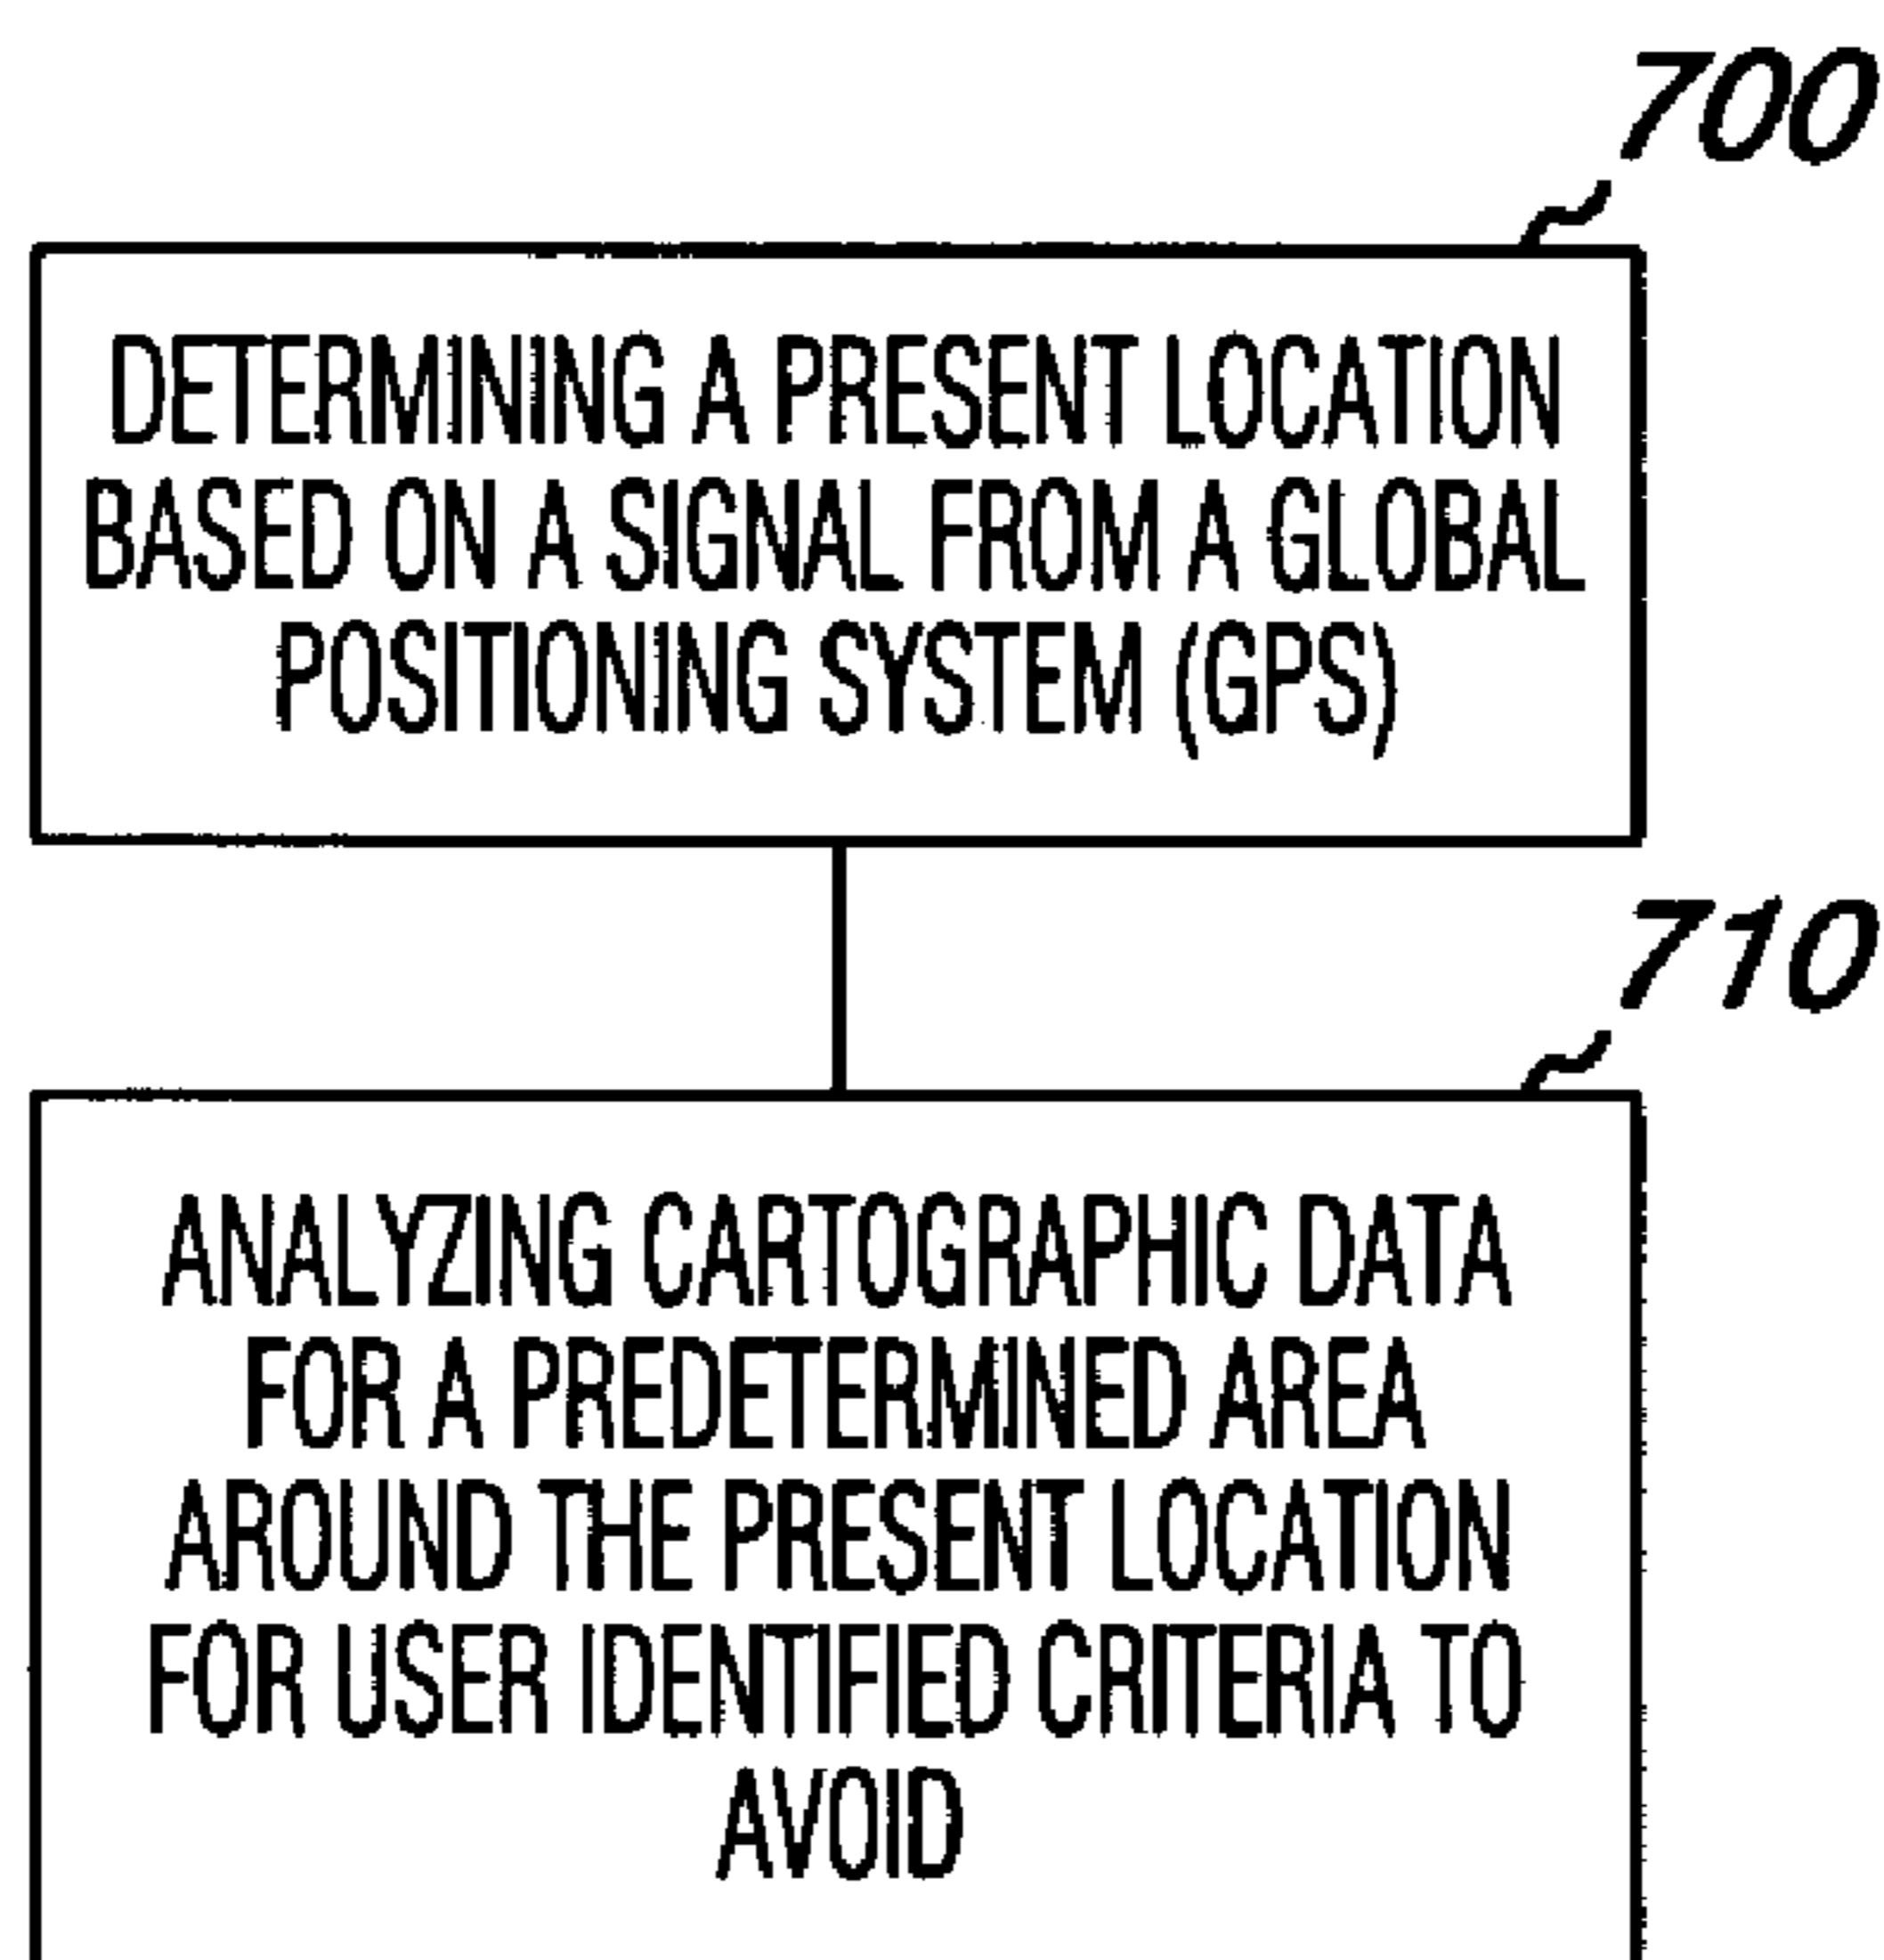 700
DETERMINING A PRESENT LOCATION
BASED ON A SIGNAL FROM A GLOBAL
POSITIONING SYSTEM (GPS)
710
ANALYZING CARTOGRAPHIC DATA
FOR A PREDETERMINED AREA
AROUND THE PRESENT LOCATION
FOR USER IDENTIFIED CRITERIA TO
AVOID